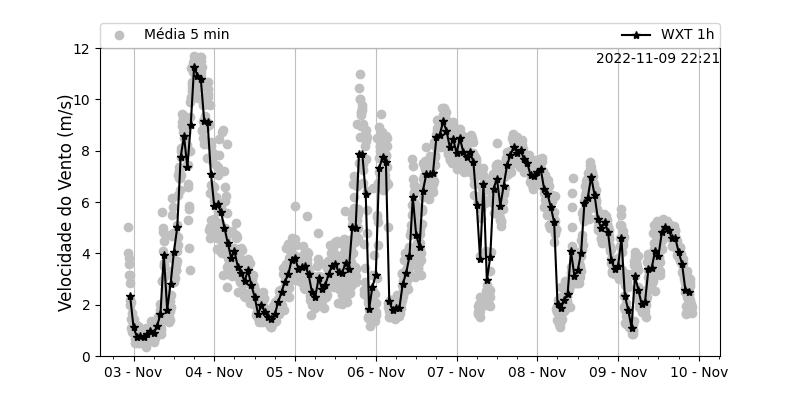 Média 5 min
WXT 1h
2022-11-09 22:21
Velocidade do Vento (m/s)
12
10
8
6
4
2
0
03 - Nov
04 - Nov
05 - Nov
06 - Nov
07 - Nov
08 - Nov
09 - Nov
10 - Nov